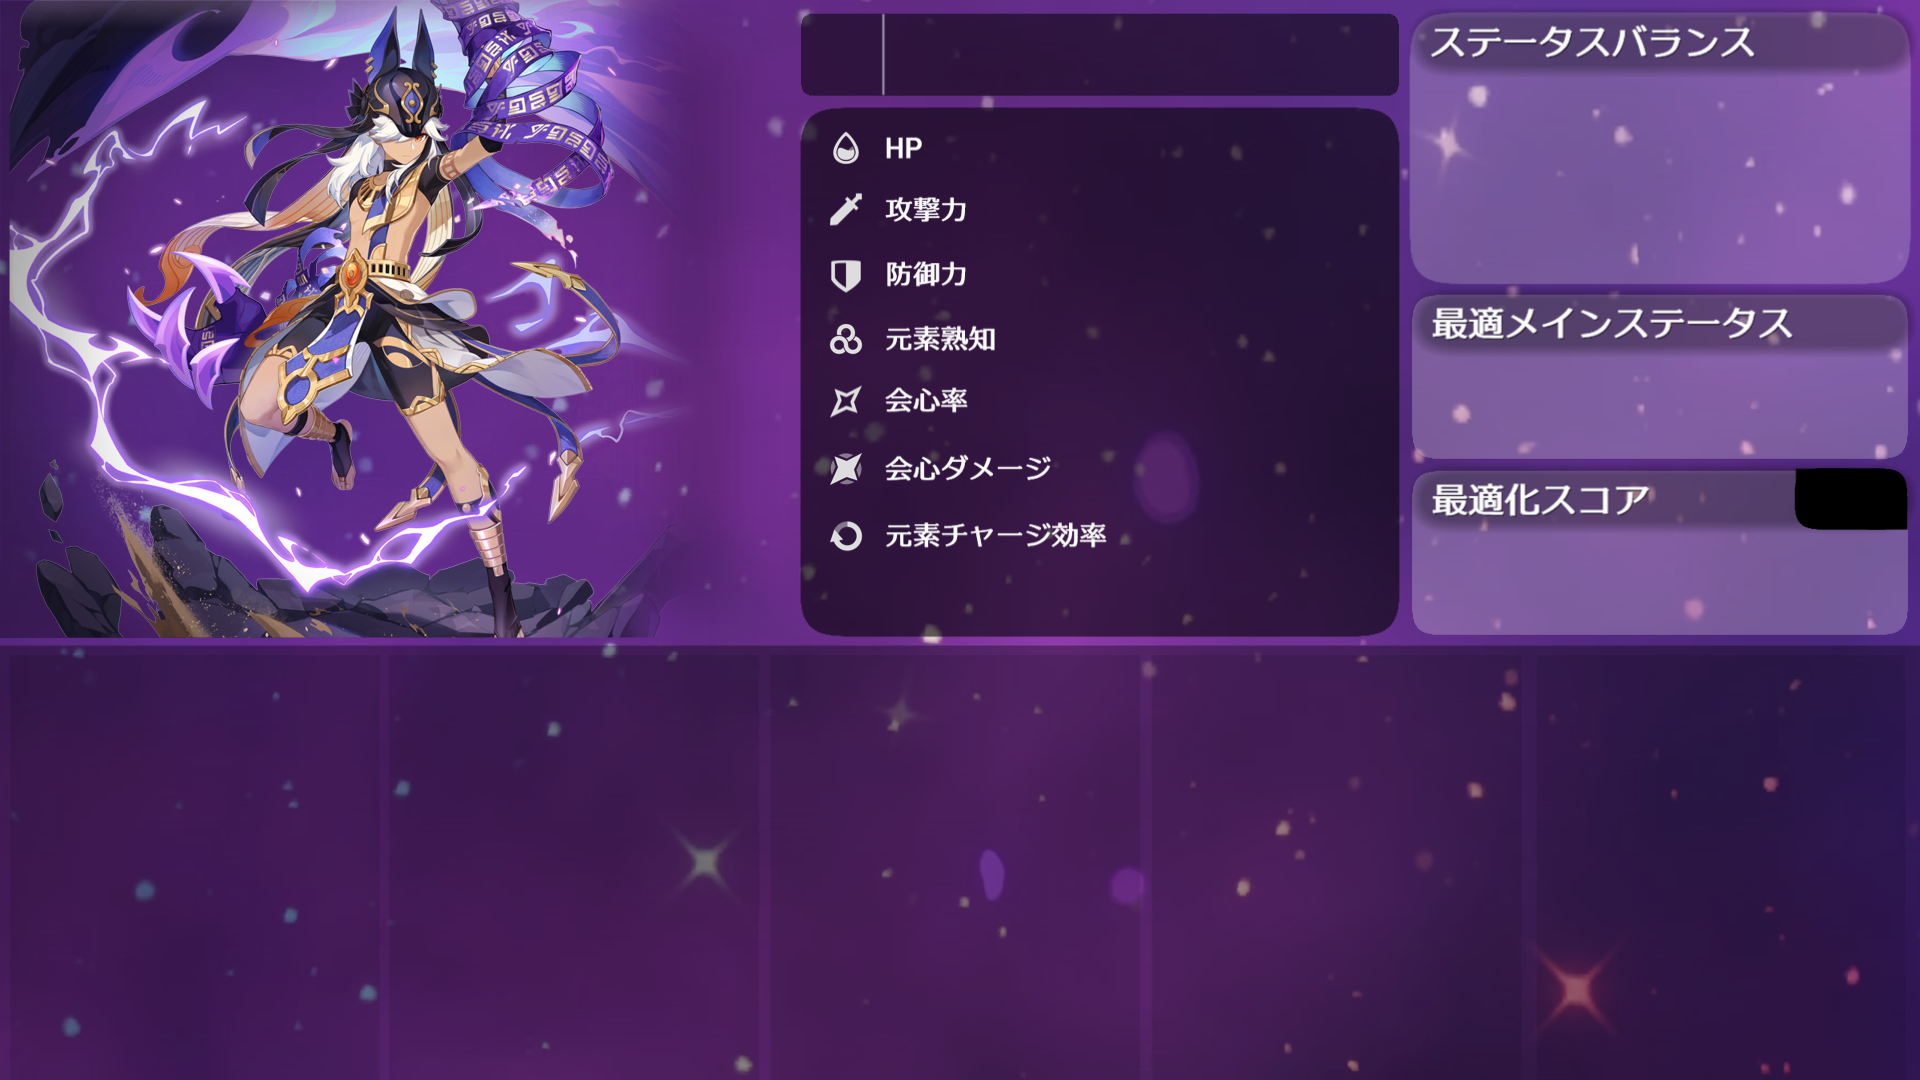 HP
攻撃力
防御力
元素熟知
会心率
会心ダメージ
元素チャージ効率
ステータスバランス
最適メインステータス
最適化スコア